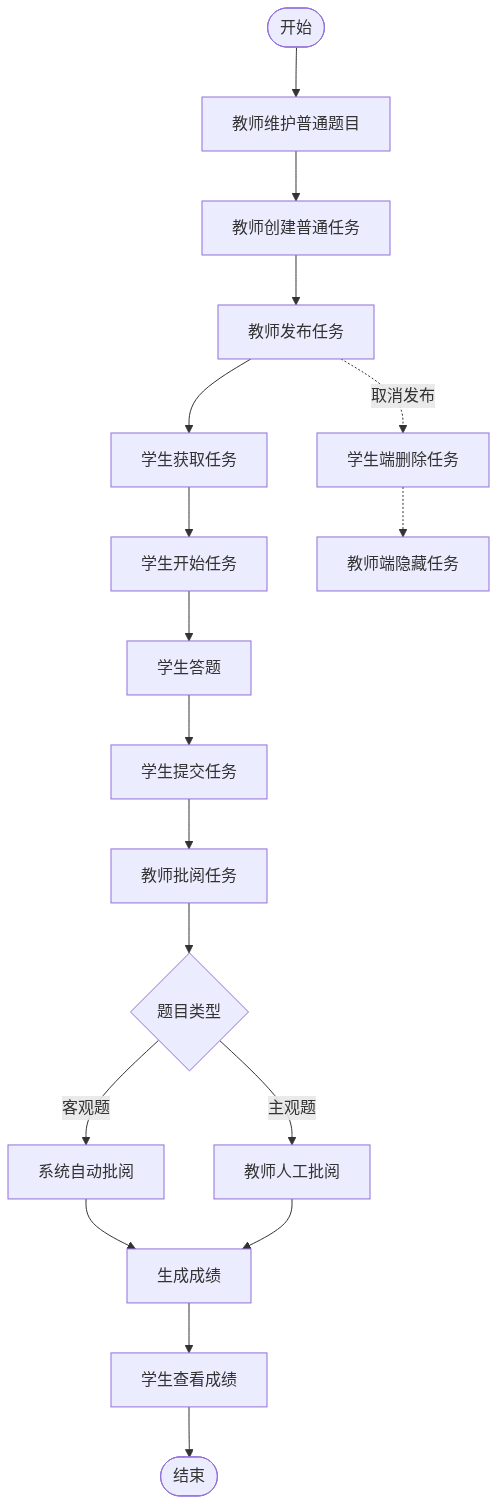 开始
教师维护普通题目
教师创建普通任务
教师发布任务
取消发布
学生获取任务
学生端删除任务
学生开始任务
教师端隐藏任务
学生答题
学生提交任务
教师批阅任务
题目类型
客观题
主观题
系统自动批阅
教师人工批阅
生成成绩
学生查看成绩
结束